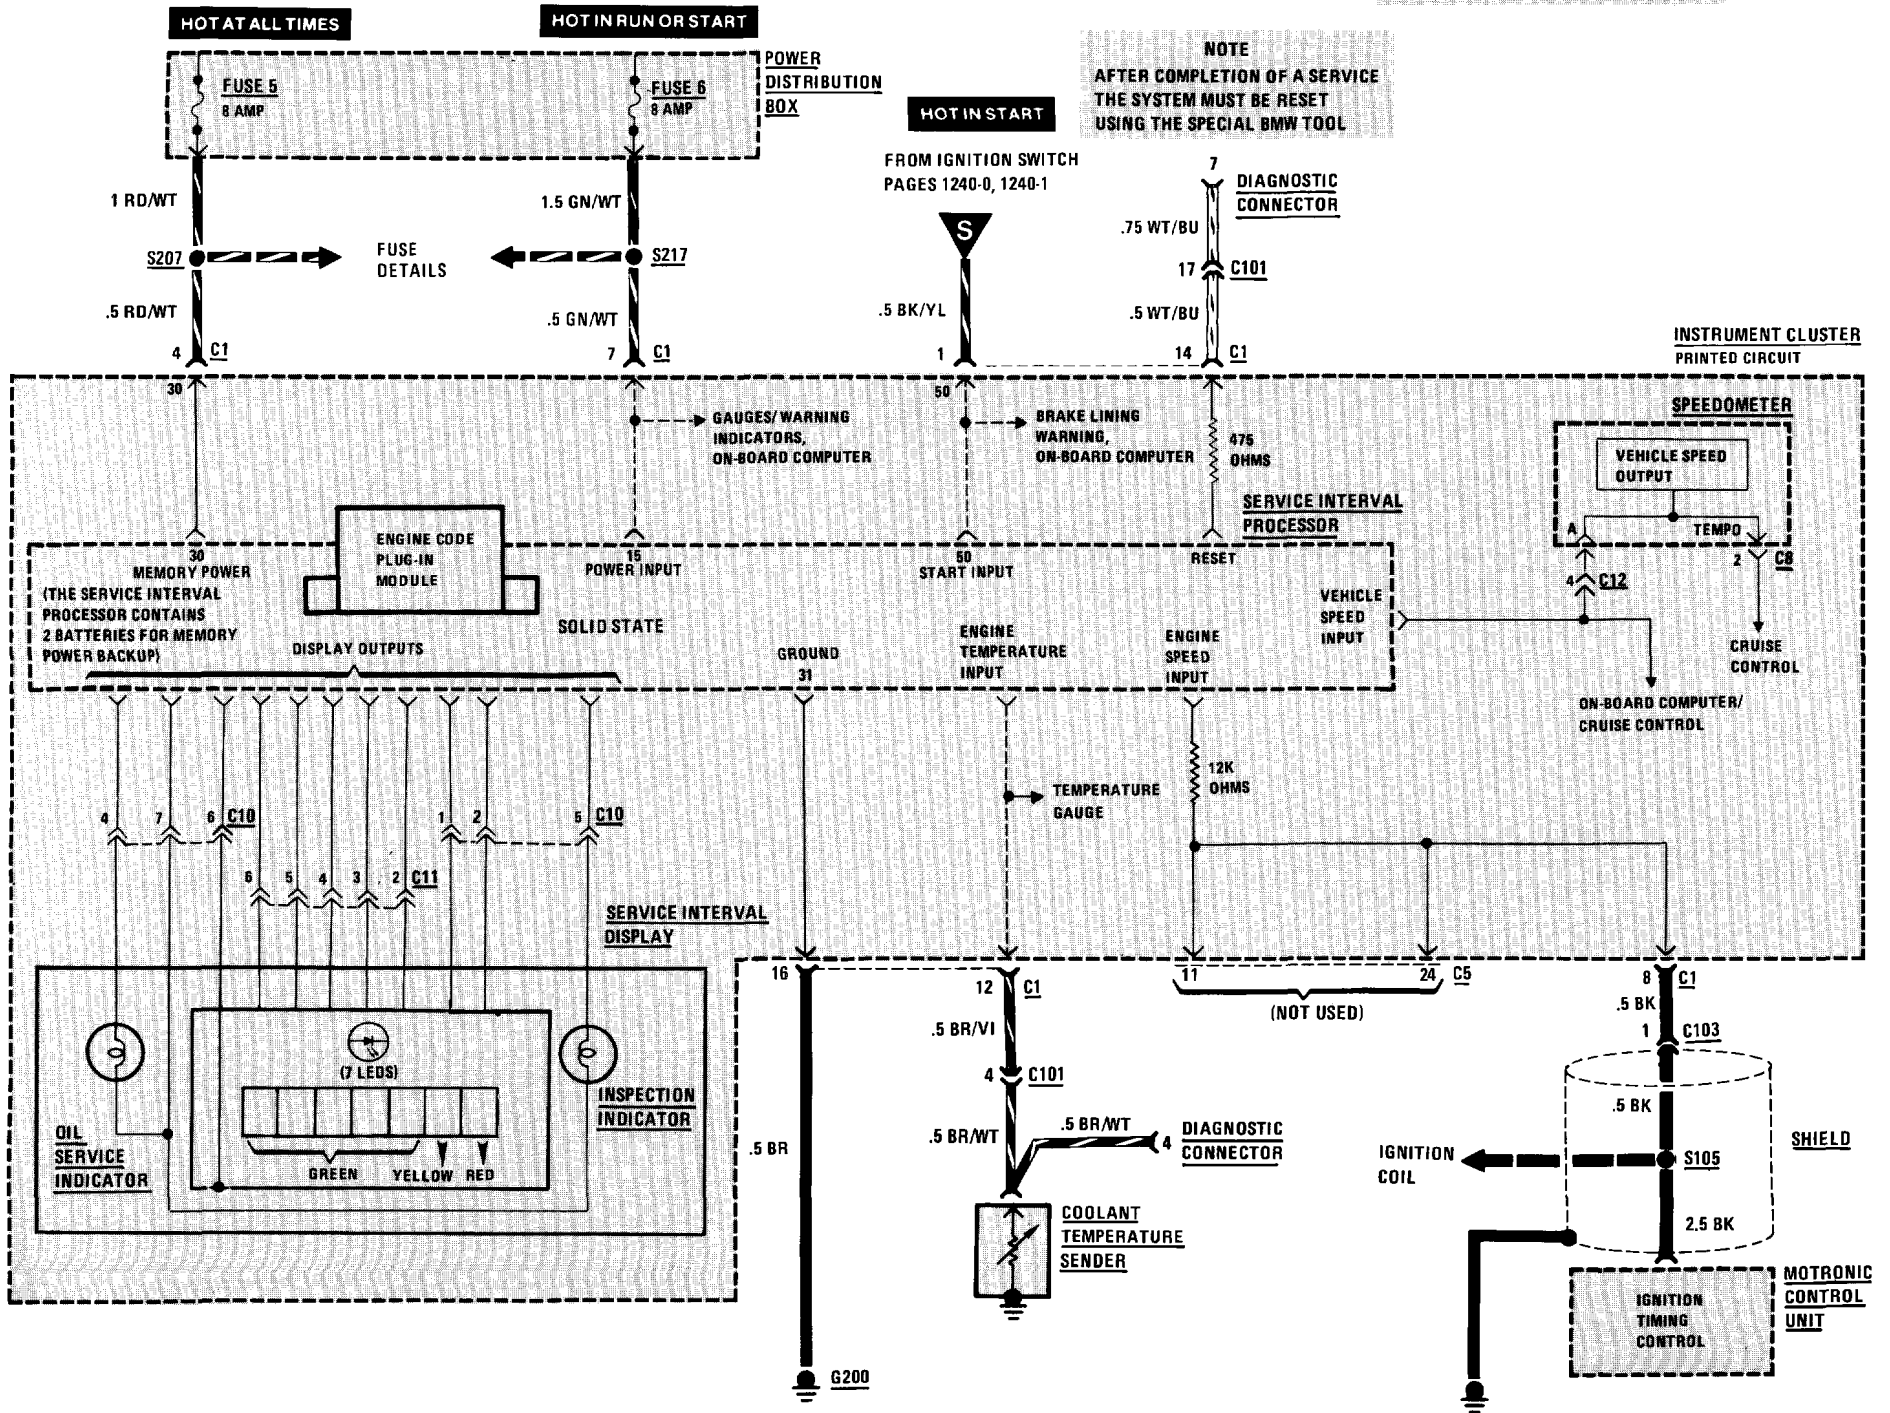 HOT AT ALL TIMES
HOT IN RUN OR START
POWER
DISTRIBUTION
BOX
FUSE 5
8 AMP
FUSE 6
8 AMP
HOT IN START
NOTE
AFTER COMPLETION OF A SERVICE
THE SYSTEM MUST BE RESET
USING THE SPECIAL BMW TOOL
FROM IGNITION SWITCH
PAGES 1240-0, 1240-1
S
7
DIAGNOSTIC
CONNECTOR
1 RD/WT
1.5 GN/WT
.75 WT/BU
S207
FUSE
DETAILS
S217
17
C101
.5 RD/WT
.5 GN/WT
.5 BK/YL
.5 WT/BU
4
C1
7
C1
1
14
C1
INSTRUMENT CLUSTER
PRINTED CIRCUIT
30
50
GAUGES/WARNING
INDICATORS,
ON-BOARD COMPUTER
BRAKE LINING
WARNING,
ON-BOARD COMPUTER
475
OHMS
SPEEDOMETER
VEHICLE SPEED
OUTPUT
A
TEMPO
2
C8
4
C12
SERVICE INTERVAL
PROCESSOR
ENGINE CODE
PLUG-IN
MODULE
30
MEMORY POWER
(THE SERVICE INTERVAL
PROCESSOR CONTAINS
2 BATTERIES FOR MEMORY
POWER BACKUP)
15
POWER INPUT
50
START INPUT
RESET
VEHICLE
SPEED
INPUT
SOLID STATE
DISPLAY OUTPUTS
GROUND
31
ENGINE
TEMPERATURE
INPUT
ENGINE
SPEED
INPUT
CRUISE
CONTROL
ON-BOARD COMPUTER/
CRUISE CONTROL
12K
OHMS
TEMPERATURE
GAUGE
4
7
6
C10
1
2
5
C10
6
5
4
3
2
C11
SERVICE INTERVAL
DISPLAY
16
12
C1
11
24
C5
(NOT USED)
8
C1
.5 BK
1
C103
.5 BR/VI
4
C101
(7 LEDS)
INSPECTION
INDICATOR
OIL
SERVICE
INDICATOR
GREEN
YELLOW
RED
.5 BR
.5 BR/WT
.5 BR/WT
4
DIAGNOSTIC
CONNECTOR
.5 BK
IGNITION
COIL
S105
SHIELD
2.5 BK
COOLANT
TEMPERATURE
SENDER
MOTRONIC
CONTROL
UNIT
IGNITION
TIMING
CONTROL
G200